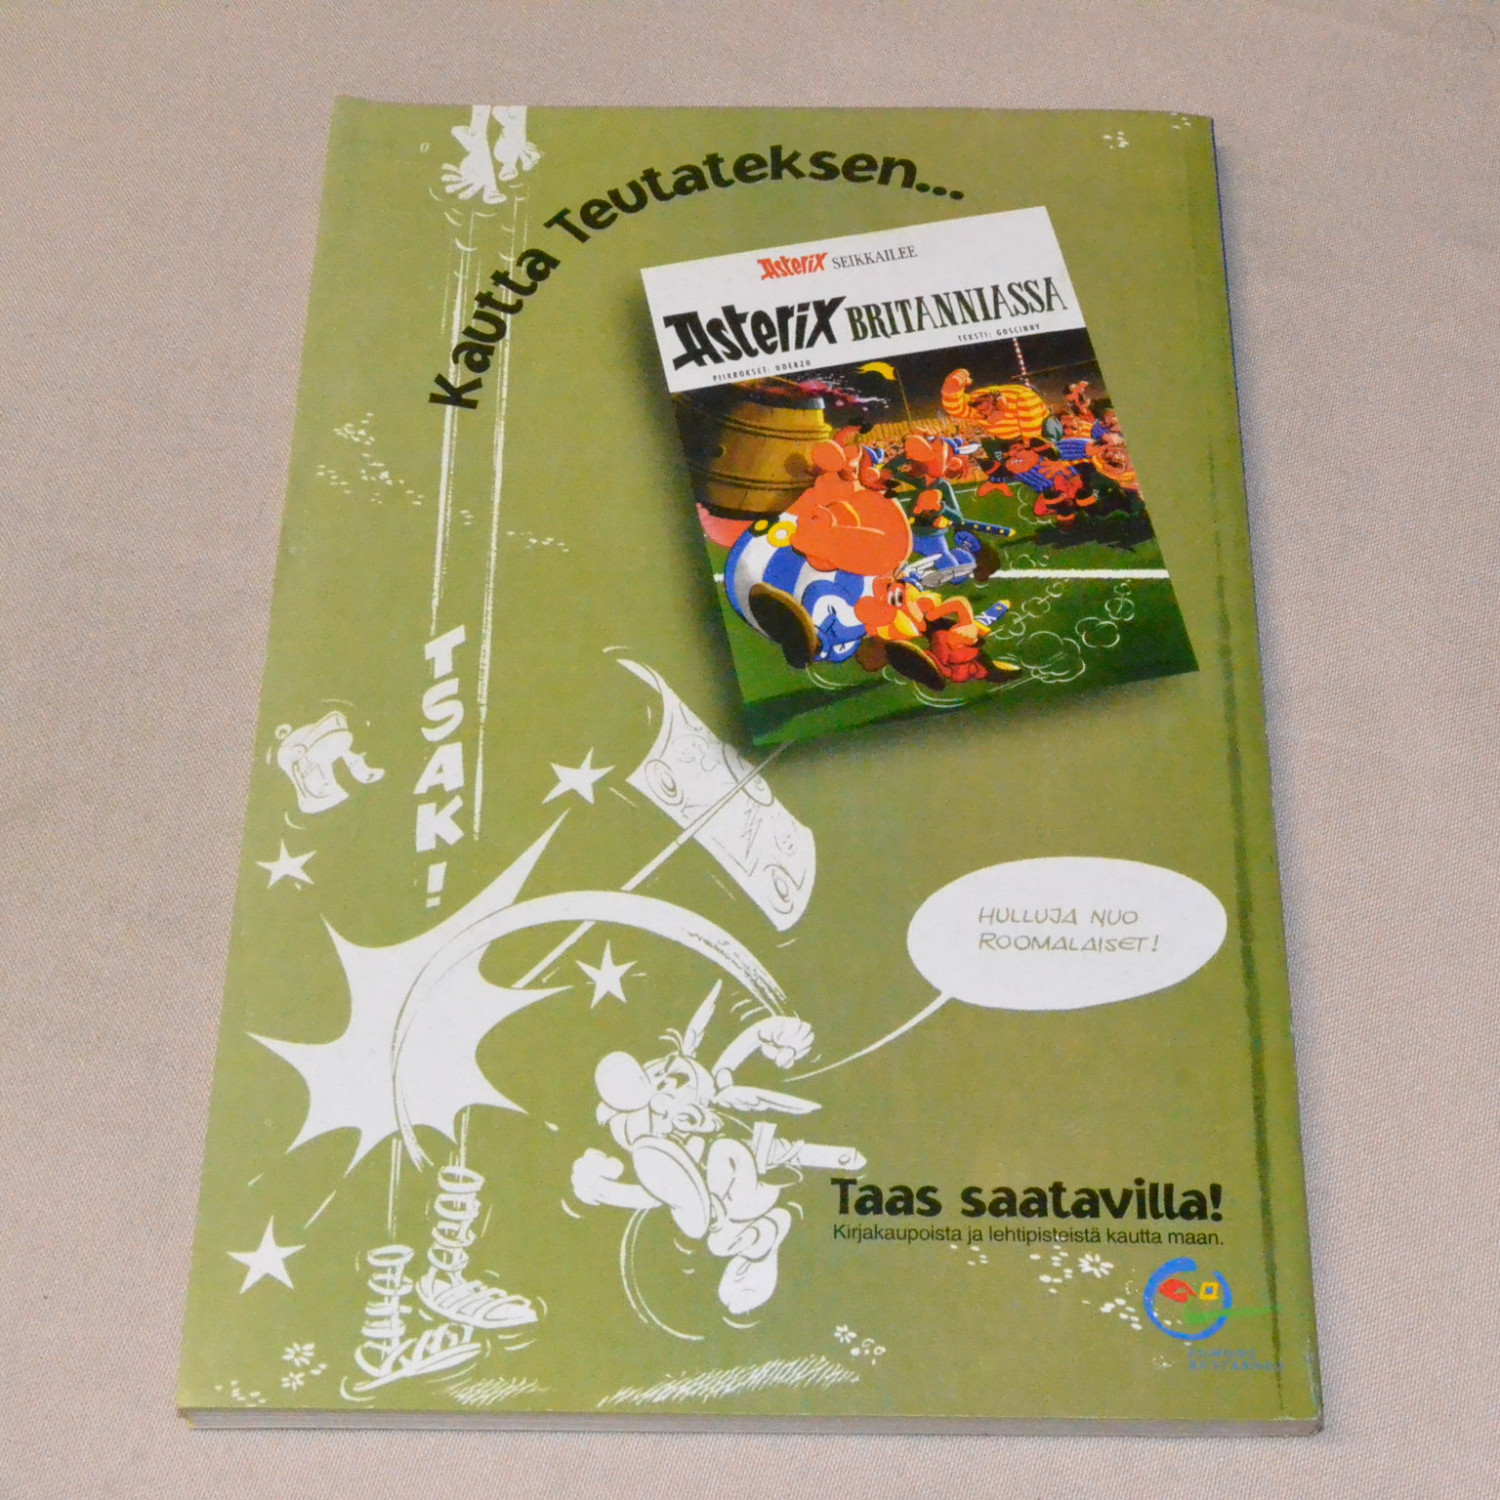 Kautta Teutateksen...
Asterix SEIKKAILEE
Asterix BRITANNIASSA
PIIRROKSET: UDERZO
TEKSTI: GOSCINNY
TSAK!
HULLUJA NUO
ROOMALAISET!
Taas saatavilla!
Kirjakaupoista ja lehtipisteistä kautta maan.